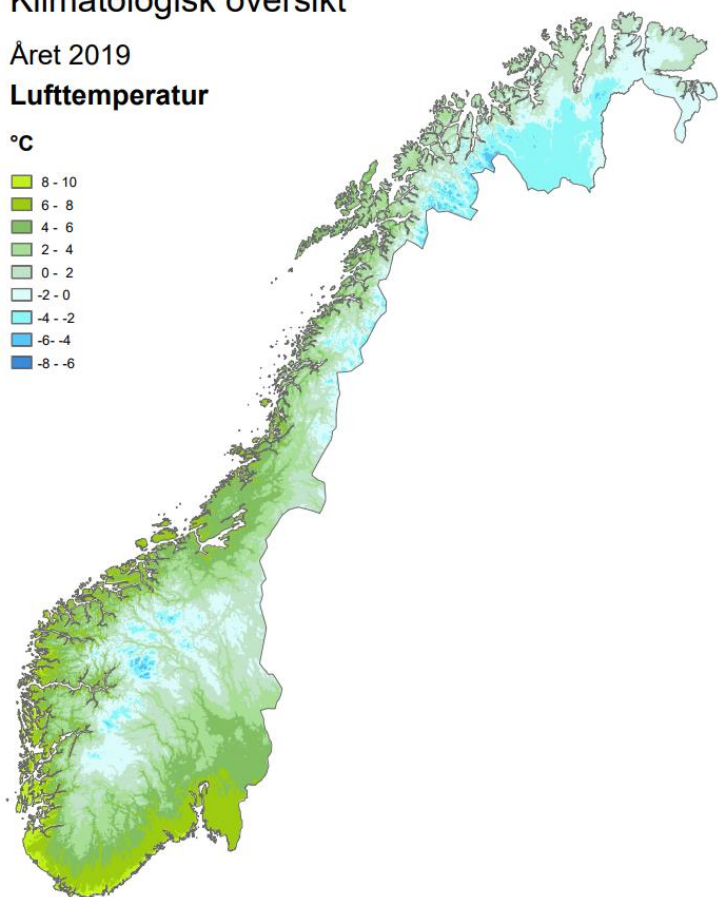 Klimatologisk oversikt
Året 2019
Lufttemperatur
°C
8 - 10
6 - 8
4 - 6
2 - 4
0 - 2
-2 - 0
-4 - -2
-6- -4
-8 - -6